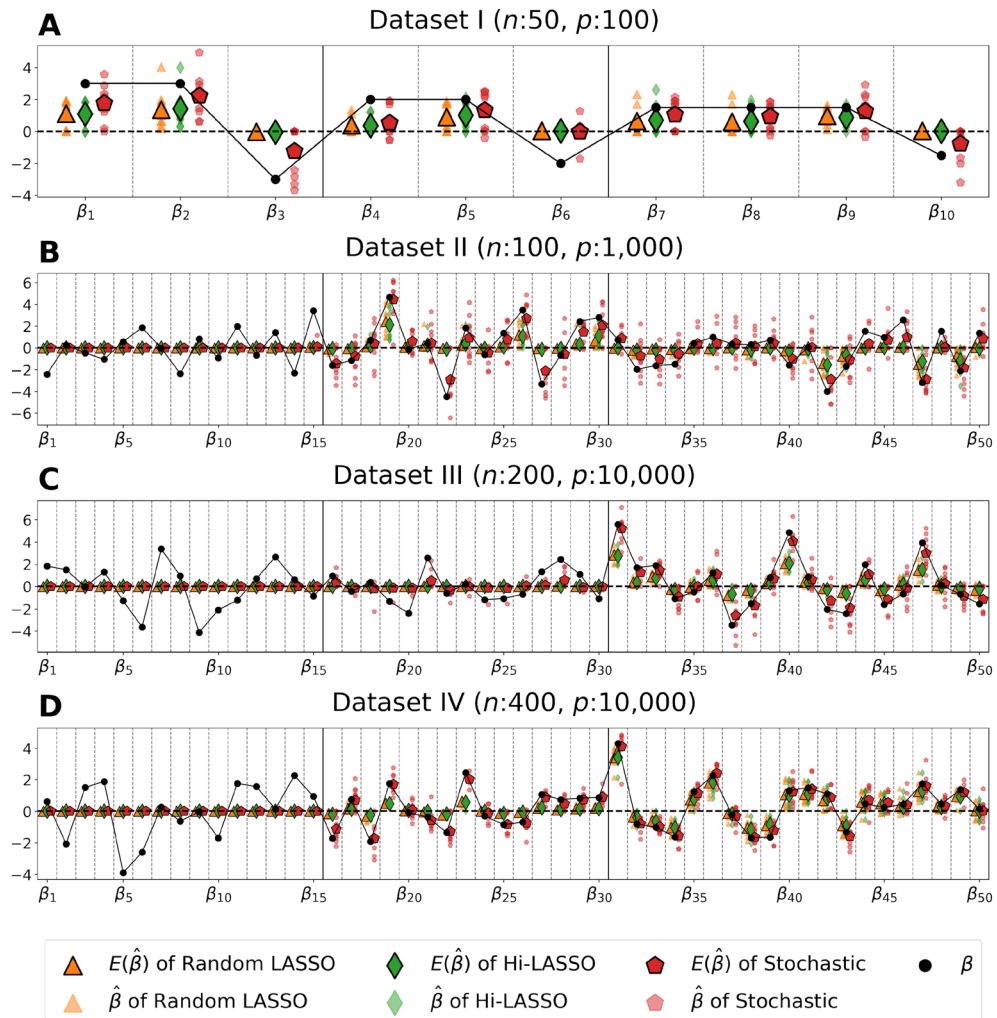 A
Dataset I (n:50, p:100)
4
2
0
−2
−4
β1 β2 β3 β4 β5 β6 β7 β8 β9 β10
B
Dataset II (n:100, p:1,000)
6
4
2
0
−2
−4
−6
β1 β5 β10 β15 β20 β25 β30 β35 β40 β45 β50
C
Dataset III (n:200, p:10,000)
6
4
2
0
−2
−4
β1 β5 β10 β15 β20 β25 β30 β35 β40 β45 β50
D
Dataset IV (n:400, p:10,000)
4
2
0
−2
−4
β1 β5 β10 β15 β20 β25 β30 β35 β40 β45 β50
E(β̂) of Random LASSO E(β̂) of Hi-LASSO E(β̂) of Stochastic β
β̂ of Random LASSO β̂ of Hi-LASSO β̂ of Stochastic